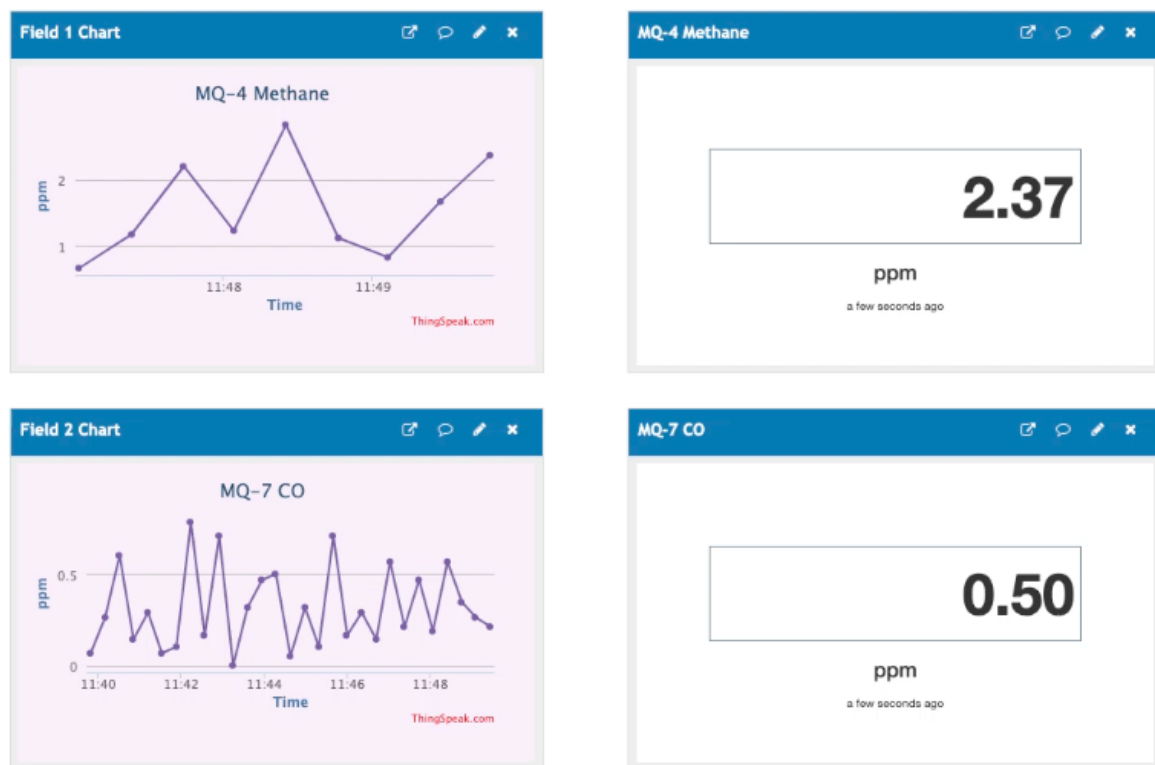 Field 1 Chart
MQ-4 Methane
ppm
2
1
11:48 11:49
Time
ThingSpeak.com
MQ-4 Methane
2.37
ppm
a few seconds ago
Field 2 Chart
MQ-7 CO
ppm
0.5
0
11:40 11:42 11:44 11:46 11:48
Time
ThingSpeak.com
MQ-7 CO
0.50
ppm
a few seconds ago